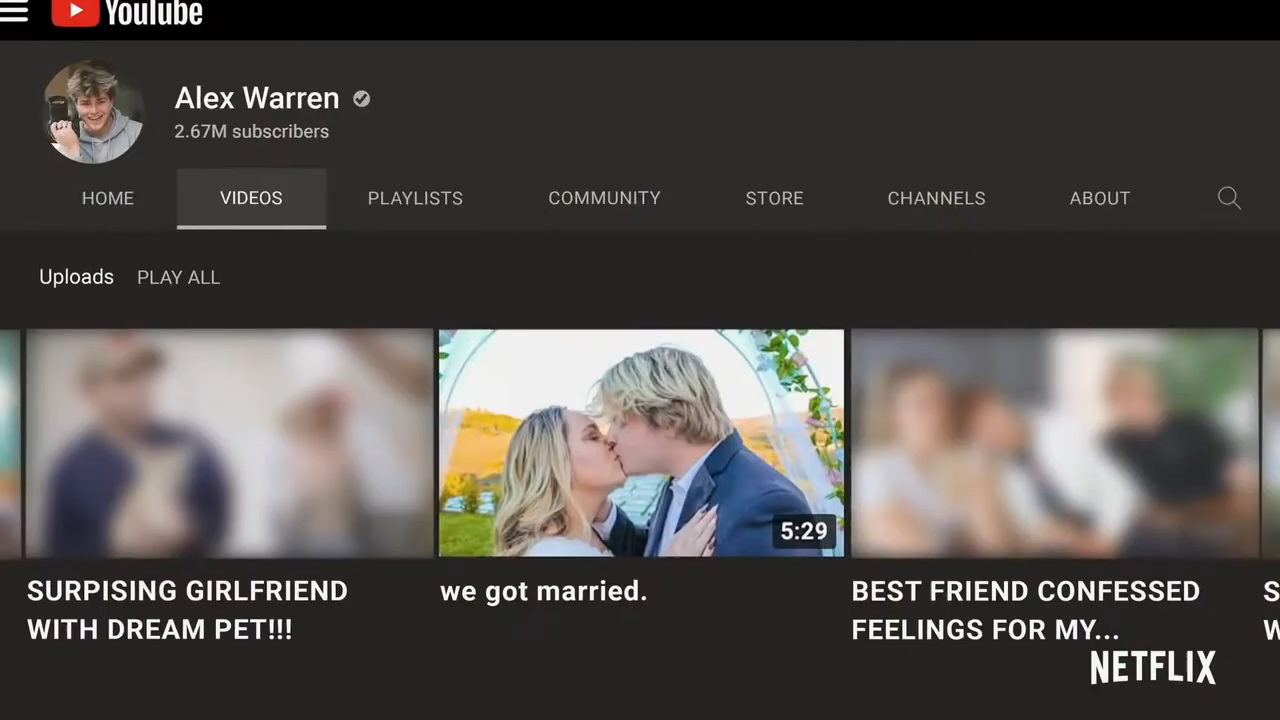 YouTube
Alex Warren
2.67M subscribers
HOME
VIDEOS
PLAYLISTS
COMMUNITY
STORE
CHANNELS
ABOUT
Uploads
PLAY ALL
5:29
SURPISING GIRLFRIEND
WITH DREAM PET!!!
we got married.
BEST FRIEND CONFESSED
FEELINGS FOR MY...
S
W
NETFLIX